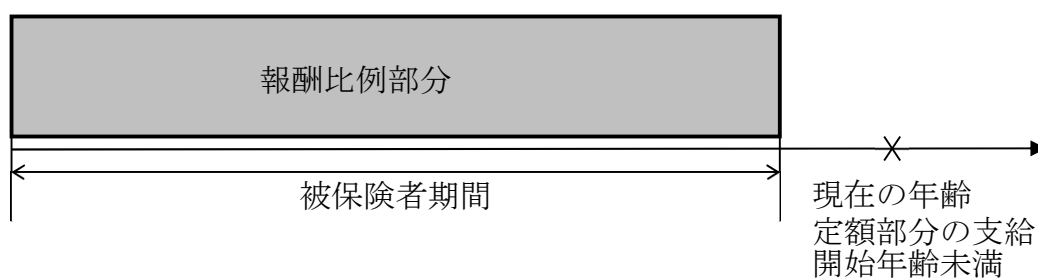 報酬比例部分
被保険者期間
現在の年齢
定額部分の支給
開始年齢未満